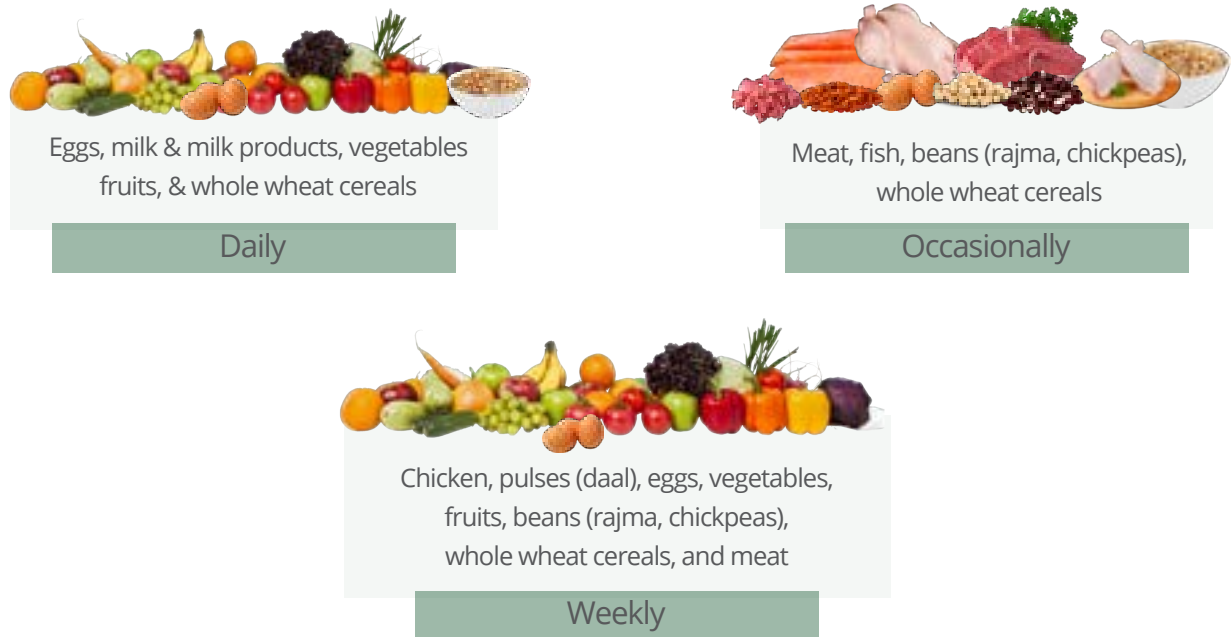 Eggs, milk & milk products, vegetables
fruits, & whole wheat cereals
Daily
Meat, fish, beans (rajma, chickpeas),
whole wheat cereals
Occasionally
Chicken, pulses (daal), eggs, vegetables,
fruits, beans (rajma, chickpeas),
whole wheat cereals, and meat
Weekly